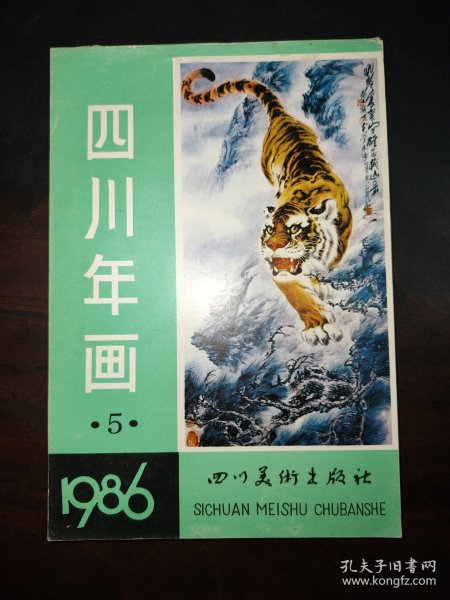 四川年画
·5·
1986
四川美術出版社
SICHUAN MEISHU CHUBANSHE
孔夫子旧书网
www.kongfz.com